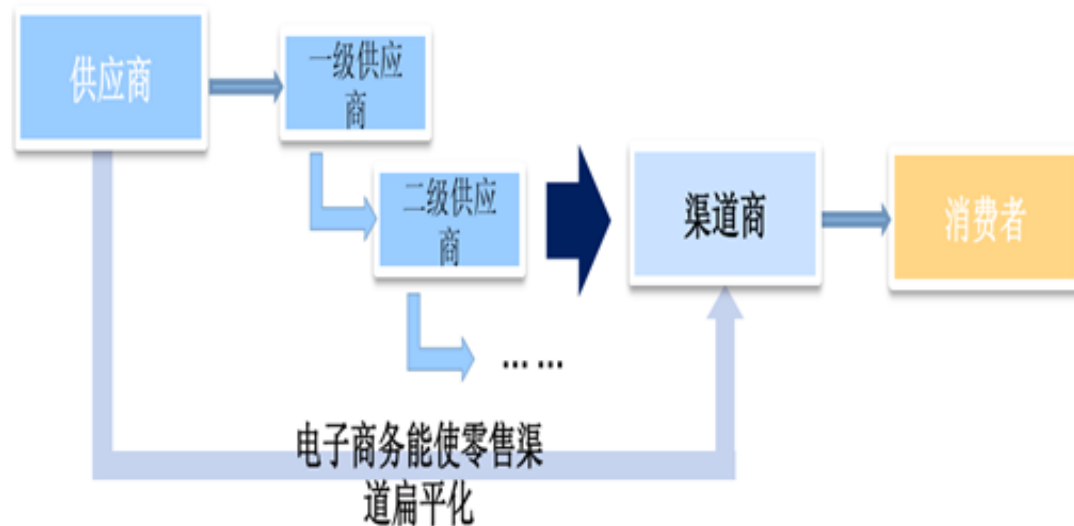 供应商
一级供应
商
二级供应
商
渠道商
消费者
... ...
电子商务能使零售渠
道扁平化